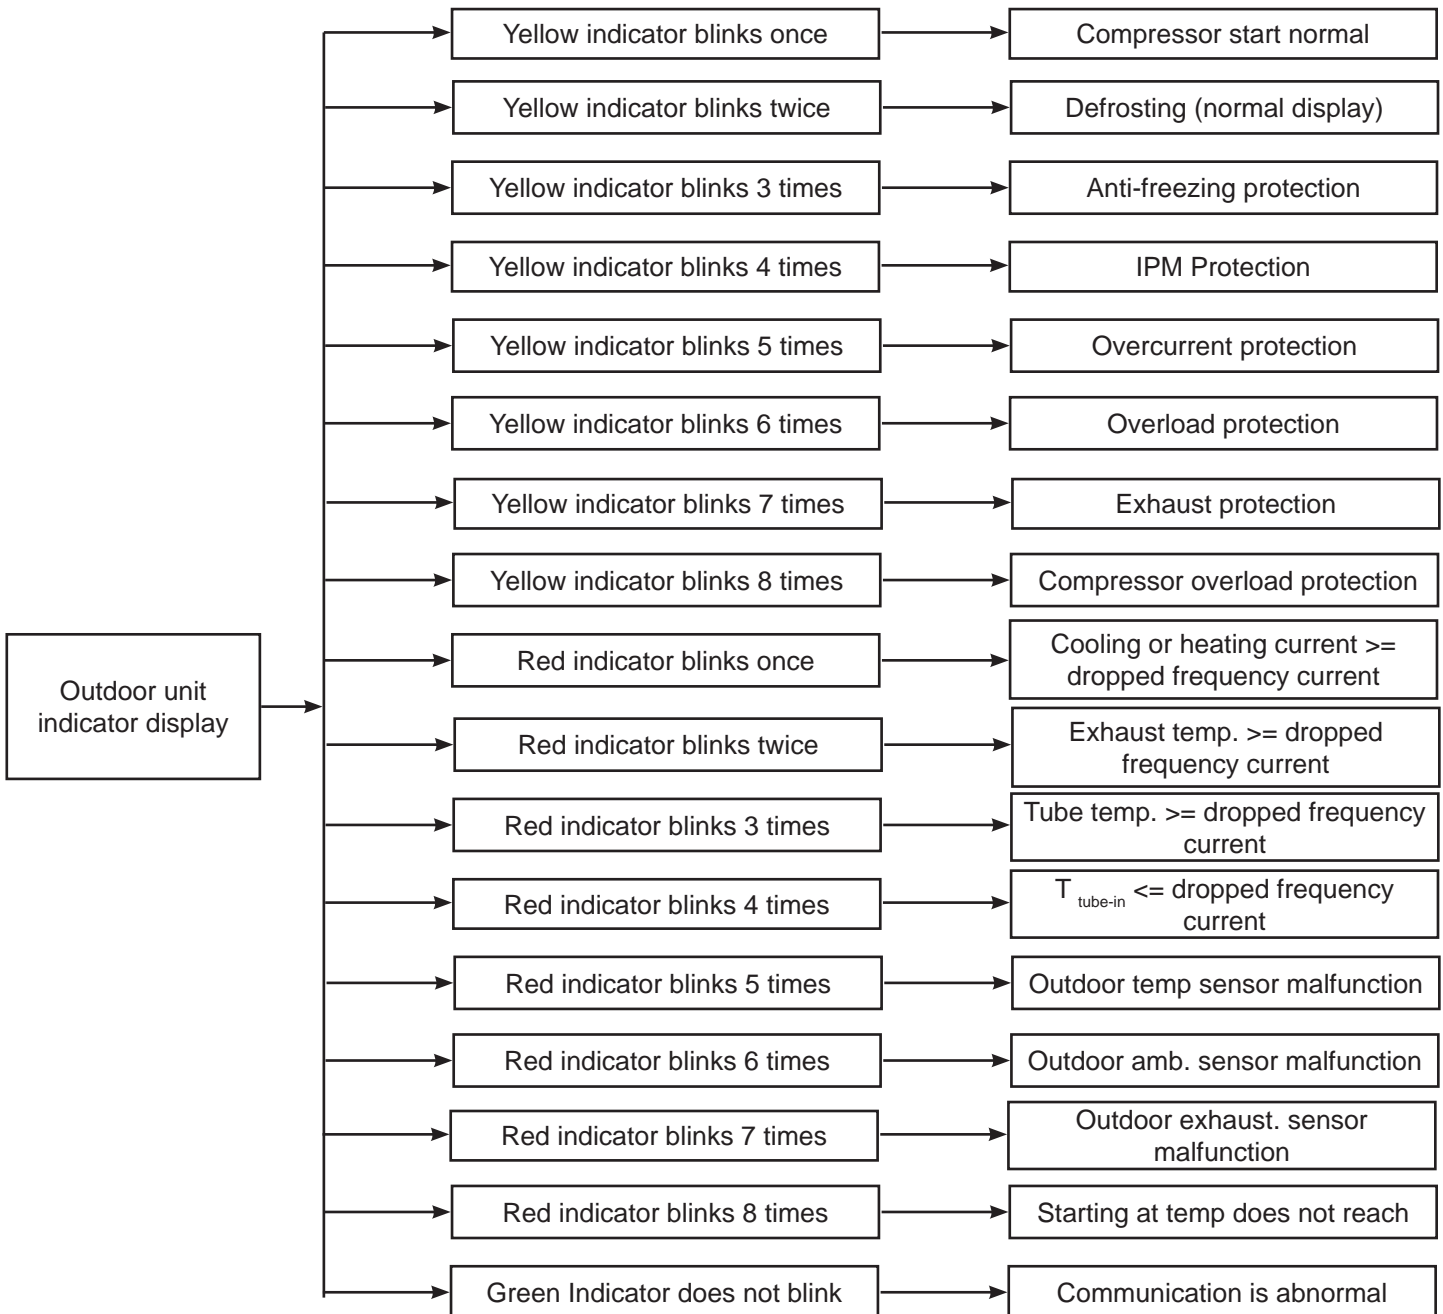 Yellow indicator blinks once
Compressor start normal
Yellow indicator blinks twice
Defrosting (normal display)
Yellow indicator blinks 3 times
Anti-freezing protection
Yellow indicator blinks 4 times
IPM Protection
Yellow indicator blinks 5 times
Overcurrent protection
Yellow indicator blinks 6 times
Overload protection
Yellow indicator blinks 7 times
Exhaust protection
Yellow indicator blinks 8 times
Compressor overload protection
Outdoor unit
indicator display
Red indicator blinks once
Cooling or heating current >=
dropped frequency current
Red indicator blinks twice
Exhaust temp. >= dropped
frequency current
Red indicator blinks 3 times
Tube temp. >= dropped frequency
current
Red indicator blinks 4 times
T tube-in <= dropped frequency
current
Red indicator blinks 5 times
Outdoor temp sensor malfunction
Red indicator blinks 6 times
Outdoor amb. sensor malfunction
Red indicator blinks 7 times
Outdoor exhaust. sensor
malfunction
Red indicator blinks 8 times
Starting at temp does not reach
Green Indicator does not blink
Communication is abnormal